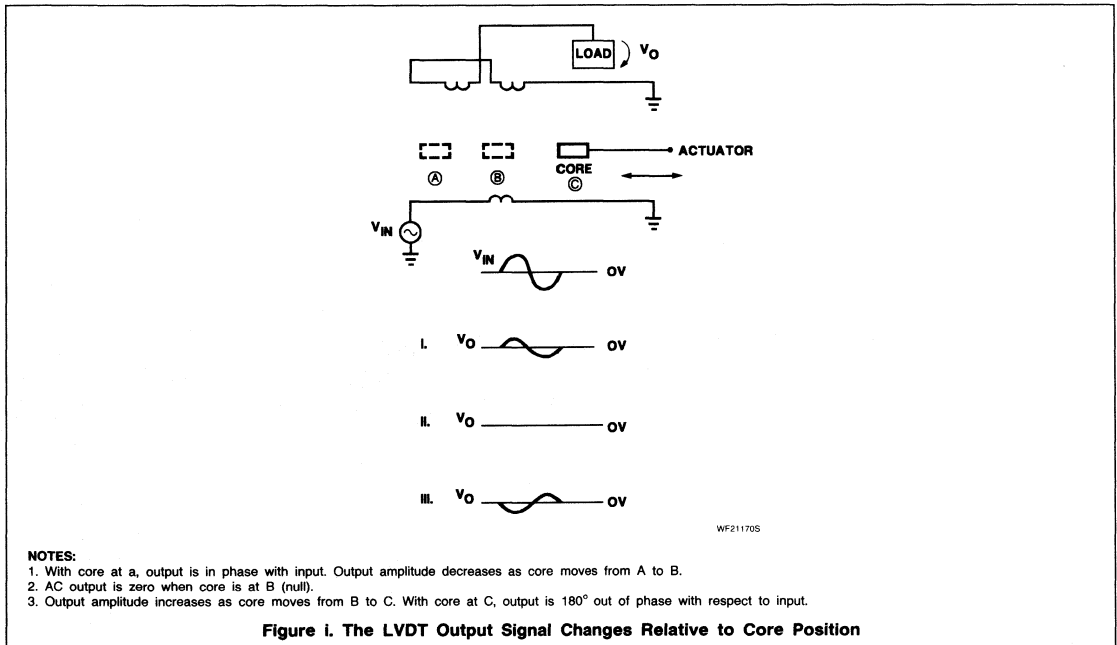 LOAD
VO
ACTUATOR
CORE
Ⓐ
Ⓑ
Ⓒ
VIN
VIN
OV
I. VO OV
II. VO OV
III. VO OV
WF21170S
NOTES:
1. With core at a, output is in phase with input. Output amplitude decreases as core moves from A to B.
2. AC output is zero when core is at B (null).
3. Output amplitude increases as core moves from B to C. With core at C, output is 180° out of phase with respect to input.
Figure i. The LVDT Output Signal Changes Relative to Core Position